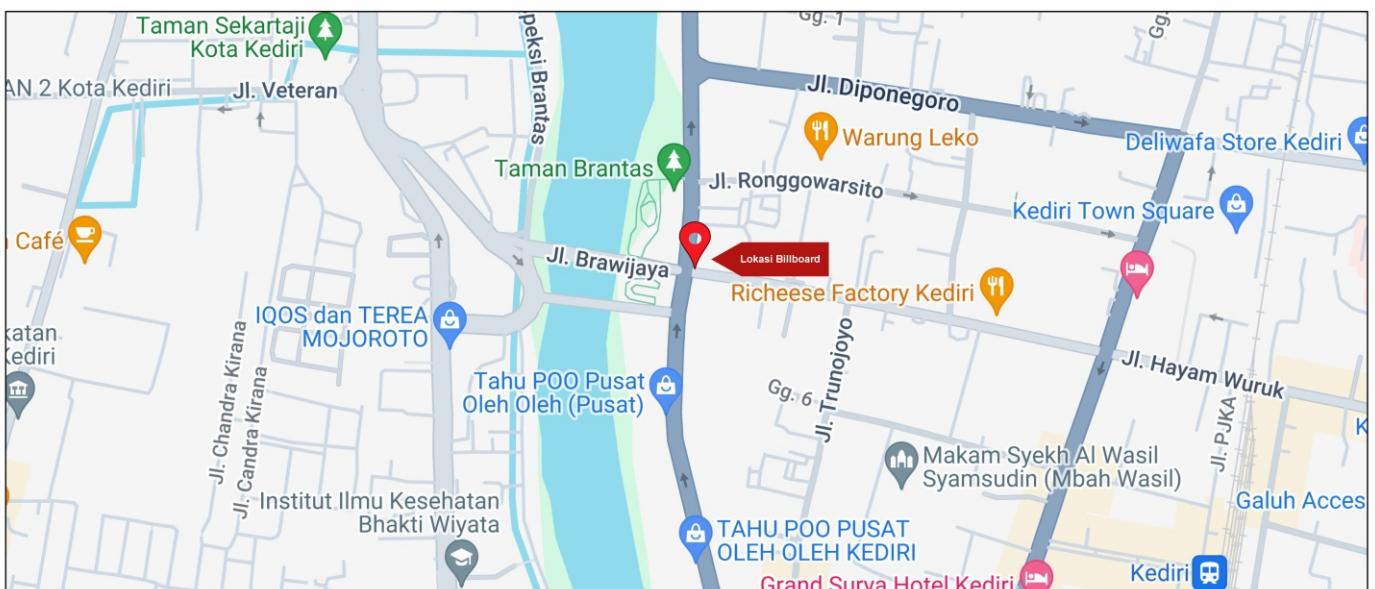 Taman Sekartaji
Kota Kediri
AN 2 Kota Kediri
Jl. Veteran
peksi Brantas
Gg. 1
Gg.
Jl. Diponegoro
Warung Leko
Deliwafa Store Kediri
Taman Brantas
Jl. Ronggowarsito
Kediri Town Square
Café
Jl. Brawijaya
Lokasi Billboard
Richeese Factory Kediri
IQOS dan TEREA
MOJOROTO
katan
Kediri
Jl. Chandra Kirana
Jl. Candra Kirana
Tahu POO Pusat
Oleh Oleh (Pusat)
Gg. 6
Jl. Trunojoyo
Jl. Hayam Wuruk
Jl. PJKA
K
Makam Syekh Al Wasil
Syamsudin (Mbah Wasil)
Institut Ilmu Kesehatan
Bhakti Wiyata
Galuh Acces
TAHU POO PUSAT
OLEH OLEH KEDIRI
Grand Surya Hotel Kediri
Kediri